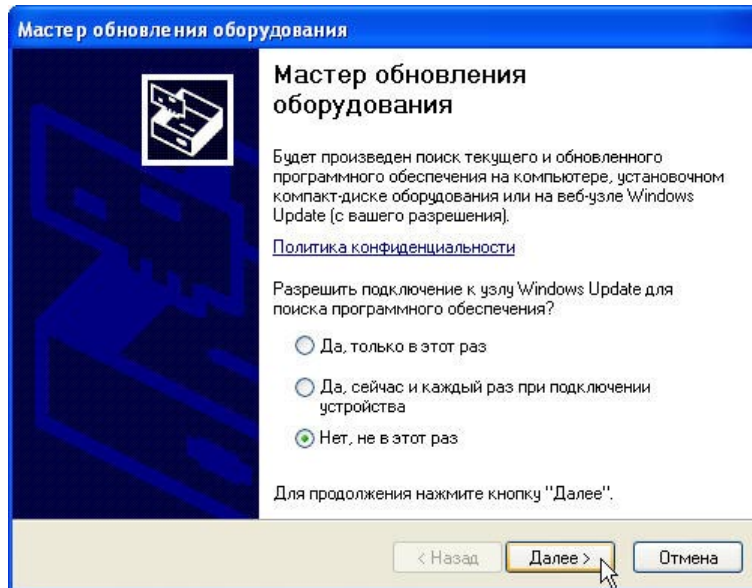 Мастер обновления оборудования
Мастер обновления
оборудования
Будет произведен поиск текущего и обновленного
программного обеспечения на компьютере, установочном
компакт-диске оборудования или на веб-узле Windows
Update (с вашего разрешения).
Политика конфиденциальности
Разрешить подключение к узлу Windows Update для
поиска программного обеспечения?
Да, только в этот раз
Да, сейчас и каждый раз при подключении
устройства
Нет, не в этот раз
Для продолжения нажмите кнопку "Далее".
< Назад Далее > Отмена